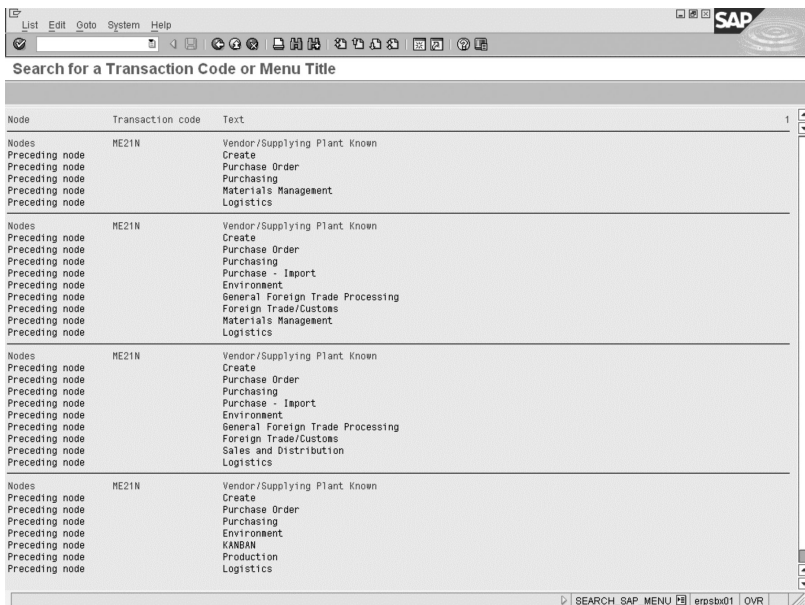 List Edit Goto System Help
SAP
Search for a Transaction Code or Menu Title
Node Transaction code Text 1
Nodes ME21N Vendor/Supplying Plant Known
Preceding node Create
Preceding node Purchase Order
Preceding node Purchasing
Preceding node Materials Management
Preceding node Logistics
Nodes ME21N Vendor/Supplying Plant Known
Preceding node Create
Preceding node Purchase Order
Preceding node Purchasing
Preceding node Purchase - Import
Preceding node Environment
Preceding node General Foreign Trade Processing
Preceding node Foreign Trade/Customs
Preceding node Materials Management
Preceding node Logistics
Nodes ME21N Vendor/Supplying Plant Known
Preceding node Create
Preceding node Purchase Order
Preceding node Purchasing
Preceding node Purchase - Import
Preceding node Environment
Preceding node General Foreign Trade Processing
Preceding node Foreign Trade/Customs
Preceding node Sales and Distribution
Preceding node Logistics
Nodes ME21N Vendor/Supplying Plant Known
Preceding node Create
Preceding node Purchase Order
Preceding node Purchasing
Preceding node Environment
Preceding node KANBAN
Preceding node Production
Preceding node Logistics
SEARCH_SAP_MENU erpsbx01 OVR